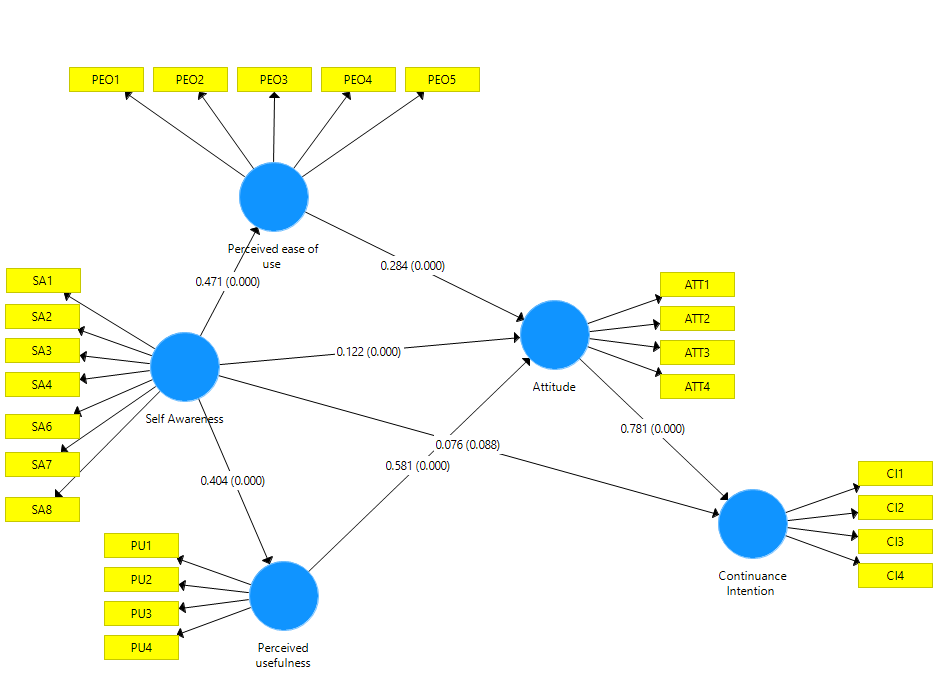 PEO1 PEO2 PEO3 PEO4 PEO5
Perceived ease of
use
0.471 (0.000)
0.284 (0.000)
SA1
SA2
SA3
SA4
SA6
SA7
SA8
Self Awareness
0.122 (0.000)
0.076 (0.088)
0.581 (0.000)
0.404 (0.000)
ATT1
ATT2
ATT3
ATT4
Attitude
0.781 (0.000)
CI1
CI2
CI3
CI4
Continuance
Intention
PU1
PU2
PU3
PU4
Perceived
usefulness